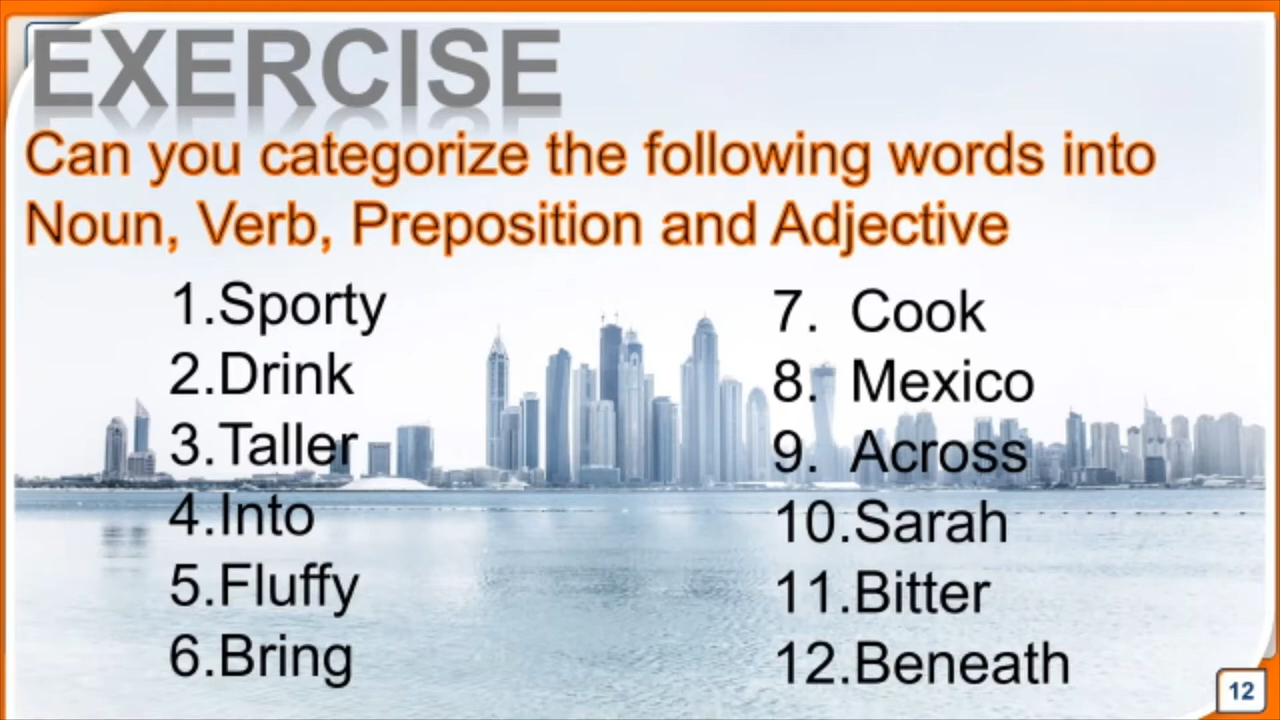 EXERCISE
Can you categorize the following words into
Noun, Verb, Preposition and Adjective
1.Sporty
2.Drink
3.Taller
4.Into
5.Fluffy
6.Bring
7. Cook
8. Mexico
9. Across
10.Sarah
11.Bitter
12.Beneath
12